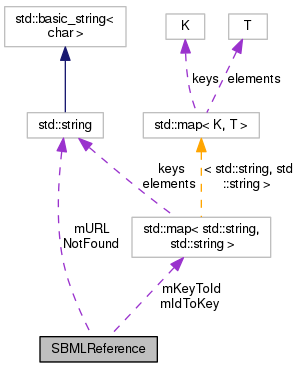 std::basic_string<
char >
K
T
keys
elements
std::string
std::map< K, T >
keys
elements
< std::string, std
::string >
mURL
NotFound
std::map< std::string,
std::string >
mKeyToId
mIdToKey
SBMLReference